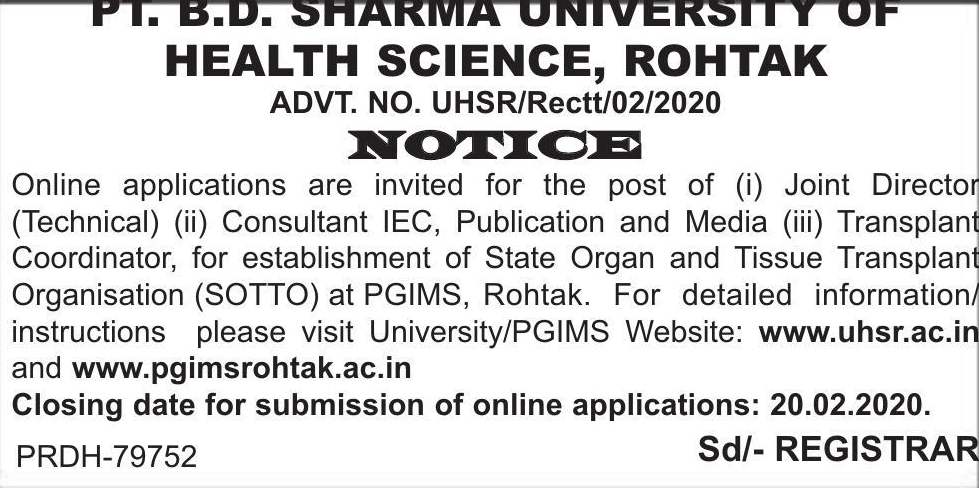 PT. B.D. SHARMA UNIVERSITY OF
HEALTH SCIENCE, ROHTAK
ADVT. NO. UHSR/Rectt/02/2020
NOTICE
Online applications are invited for the post of (i) Joint Director
(Technical) (ii) Consultant IEC, Publication and Media (iii) Transplant
Coordinator, for establishment of State Organ and Tissue Transplant
Organisation (SOTTO) at PGIMS, Rohtak. For detailed information/
instructions please visit University/PGIMS Website: www.uhsr.ac.in
and www.pgimsrohtak.ac.in
Closing date for submission of online applications: 20.02.2020.
PRDH-79752 Sd/- REGISTRAR